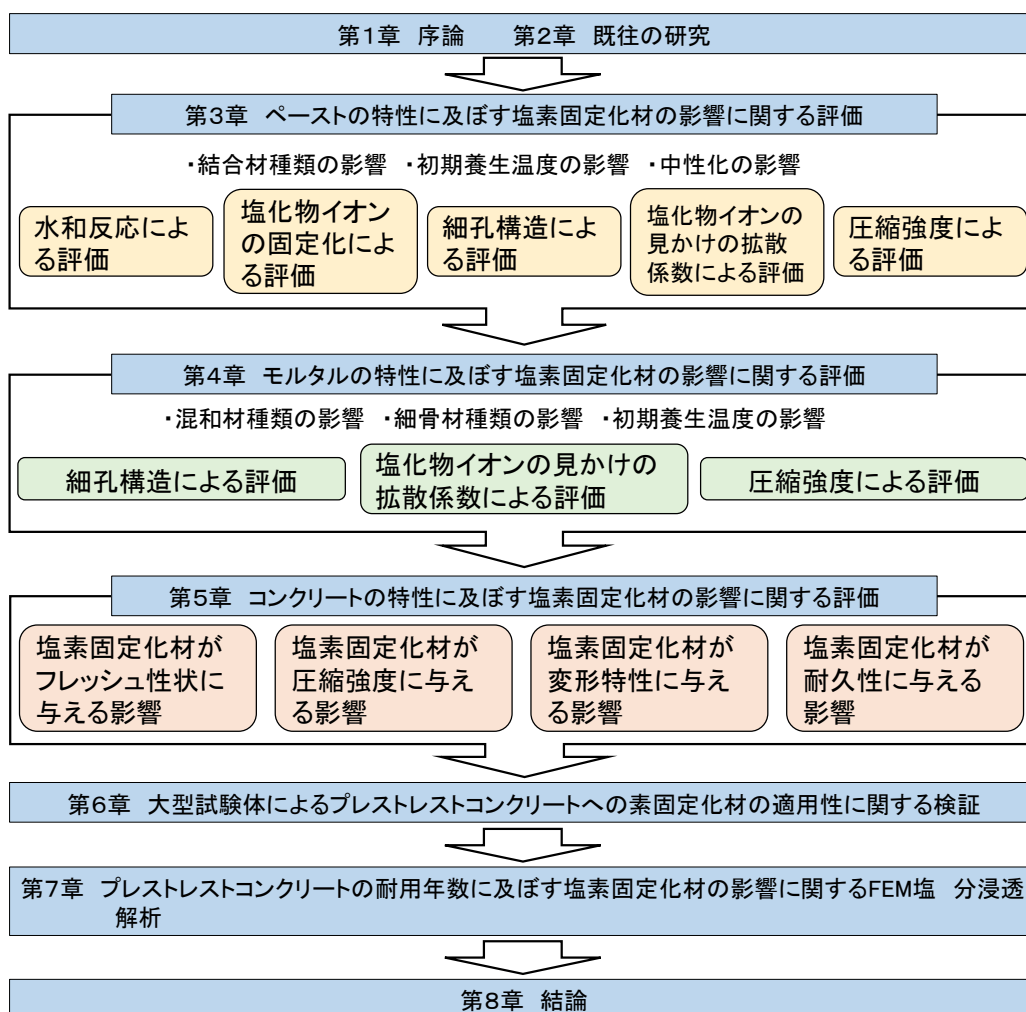 第1章 序論 第2章 既往の研究
第3章 ペーストの特性に及ぼす塩素固定化材の影響に関する評価
・結合材種類の影響 ・初期養生温度の影響 ・中性化の影響
水和反応によ
る評価
塩化物イオン
の固定化によ
る評価
細孔構造によ
る評価
塩化物イオンの
見かけの拡散
係数による評価
圧縮強度によ
る評価
第4章 モルタルの特性に及ぼす塩素固定化材の影響に関する評価
・混和材種類の影響 ・細骨材種類の影響 ・初期養生温度の影響
細孔構造による評価
塩化物イオンの見かけの
拡散係数による評価
圧縮強度による評価
第5章 コンクリートの特性に及ぼす塩素固定化材の影響に関する評価
塩素固定化材が
フレッシュ性状に
与える影響
塩素固定化材が
圧縮強度に与え
る影響
塩素固定化材が
変形特性に与え
る影響
塩素固定化材が
耐久性に与える
影響
第6章 大型試験体によるプレストレストコンクリートへの素固定化材の適用性に関する検証
第7章 プレストレストコンクリートの耐用年数に及ぼす塩素固定化材の影響に関するFEM塩 分浸透
解析
第8章 結論